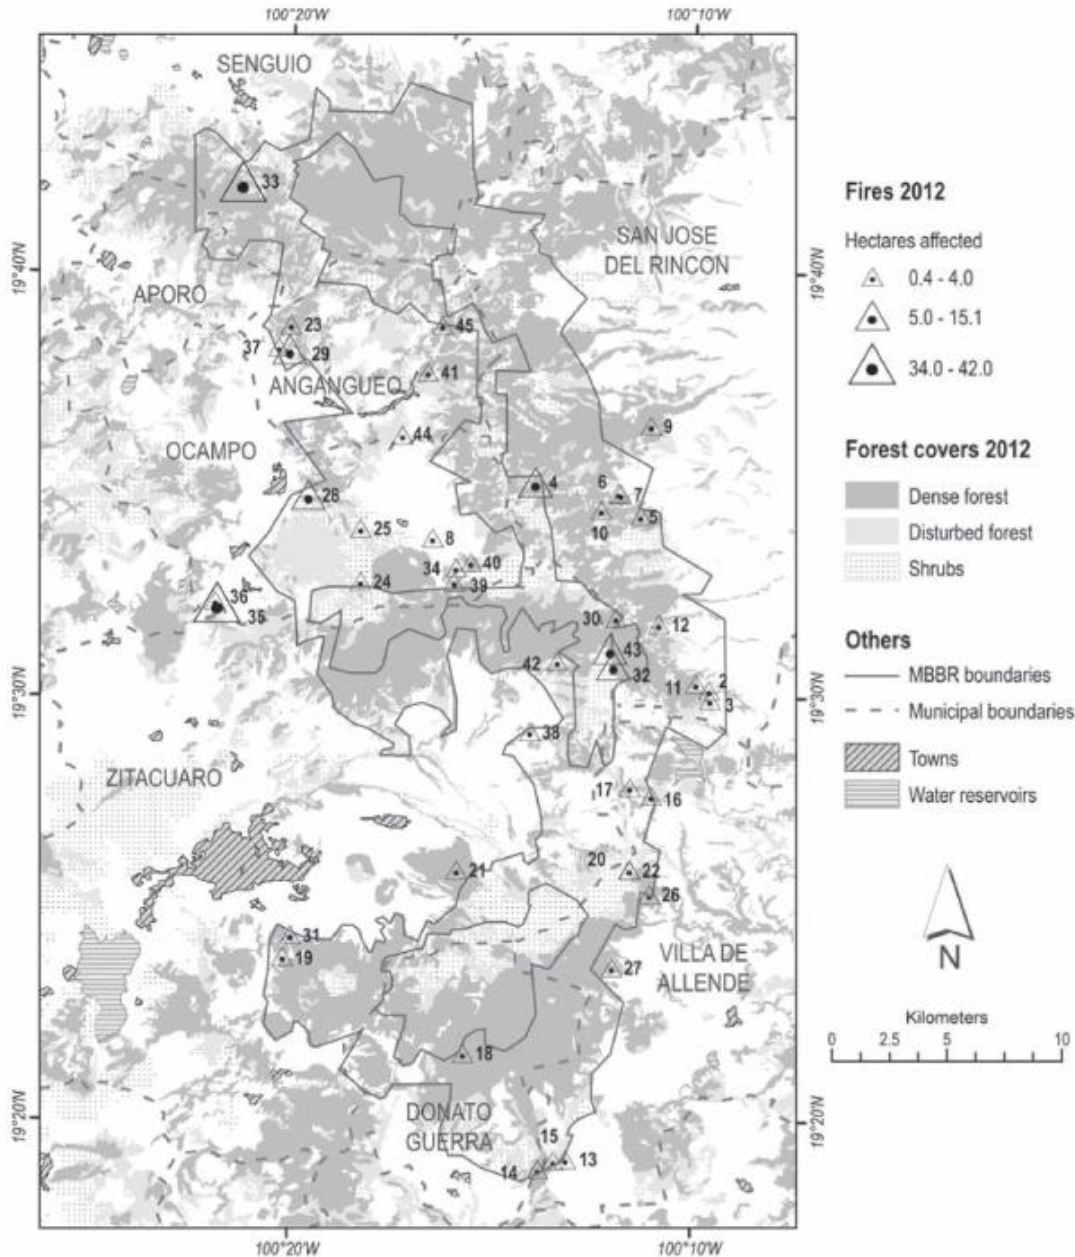 100°20'W
100°10'W
SENGUIO
33
SAN JOSE
DEL RINCON
19°40'N
19°40'N
APORO
23
45
37
29
41
ANGANGUEO
9
44
OCAMPO
4
6
7
28
10
5
25
8
40
34
24
39
36
35
30
12
43
42
32
11
2
3
19°30'N
19°30'N
38
ZITACUARO
17
16
20
21
22
26
31
19
VILLA DE
ALLENDE
27
18
DONATO
GUERRA
19°20'N
19°20'N
15
13
14
100°20'W
100°10'W
Fires 2012
Hectares affected
0.4 - 4.0
5.0 - 15.1
34.0 - 42.0
Forest covers 2012
Dense forest
Disturbed forest
Shrubs
Others
MBBR boundaries
Municipal boundaries
Towns
Water reservoirs
N
Kilometers
0 2.5 5 10